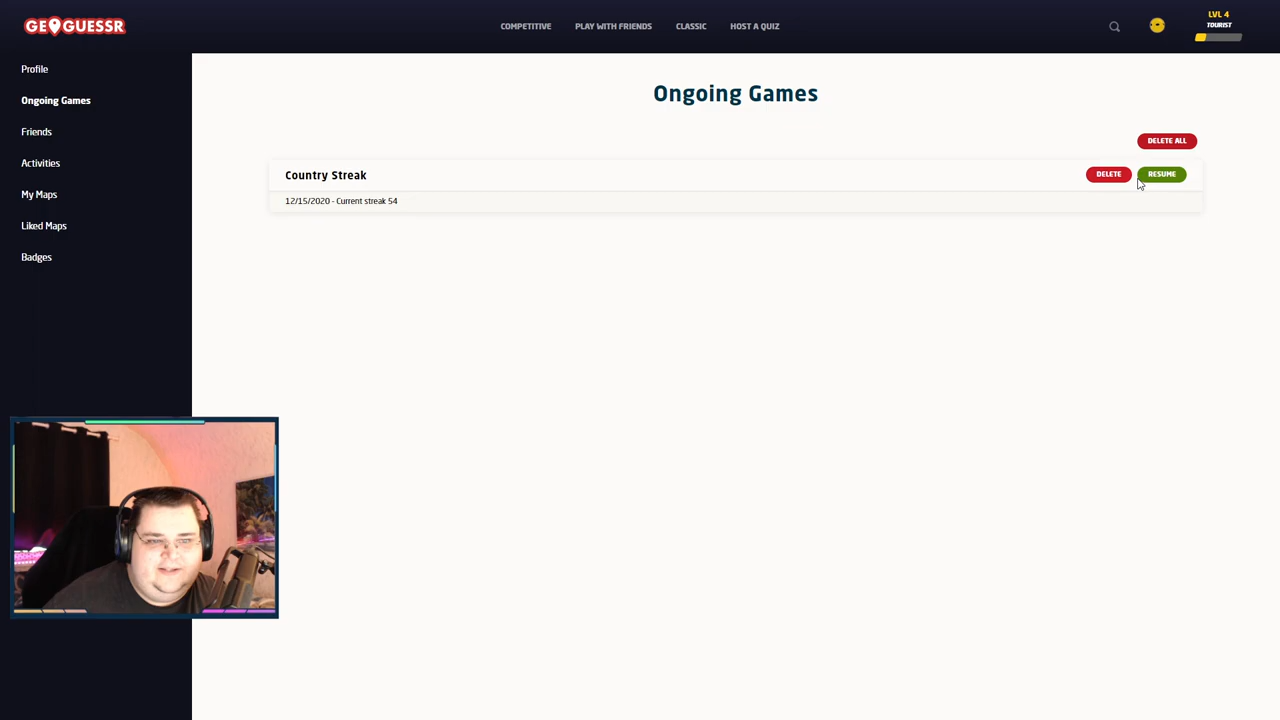 GEOGUESSR
COMPETITIVE
PLAY WITH FRIENDS
CLASSIC
HOST A QUIZ
LVL 4
TOURIST
Profile
Ongoing Games
Friends
Activities
My Maps
Liked Maps
Badges
Ongoing Games
DELETE ALL
Country Streak
DELETE
RESUME
12/15/2020 - Current streak 54